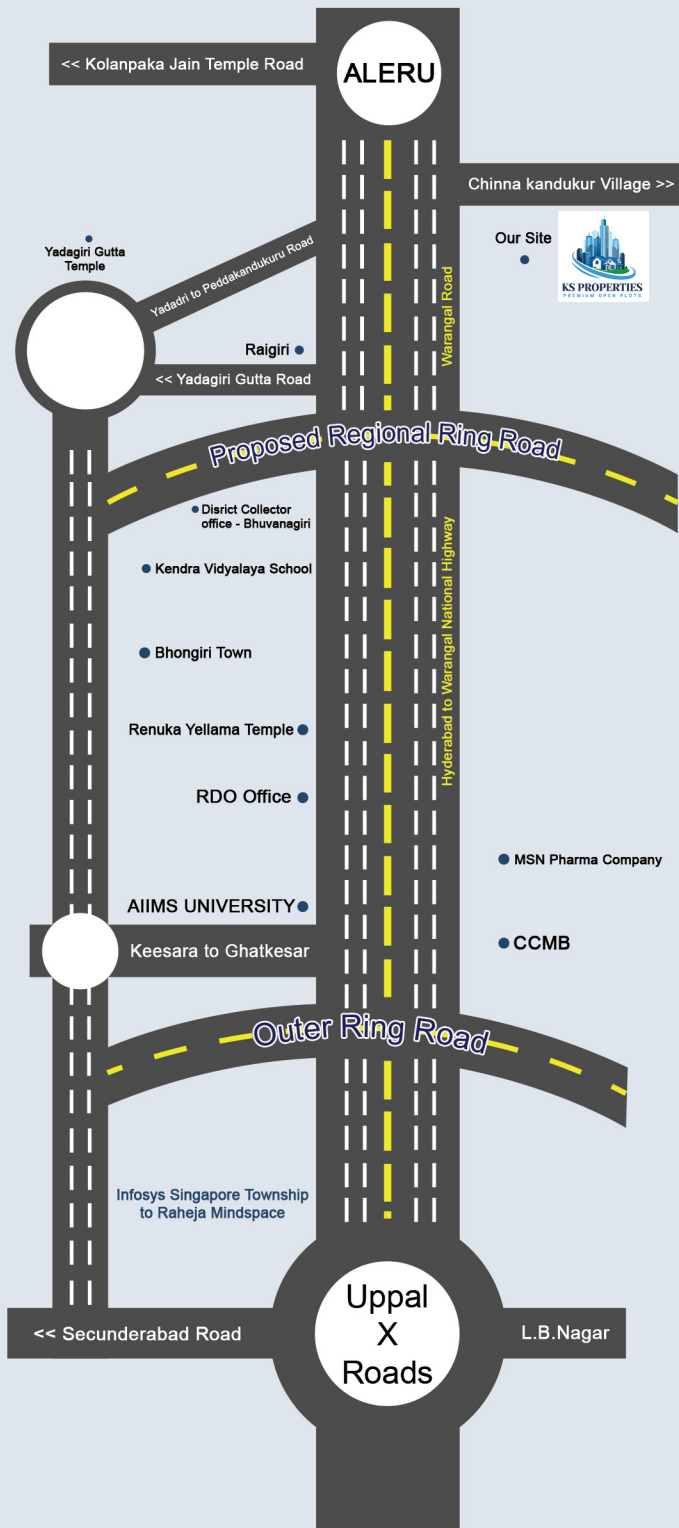 << Kolanpaka Jain Temple Road
ALERU
Chinna kandukur Village >>
Our Site
KS PROPERTIES
PREMIUM OPEN PLOTS
Yadagiri Gutta
Temple
Yadadri to Peddakandukuru Road
Warangal Road
Raigiri
<< Yadagiri Gutta Road
Proposed Regional Ring Road
Disrict Collector
office - Bhuvanagiri
Hyderabad to Warangal National Highway
Kendra Vidyalaya School
Bhongiri Town
Renuka Yellama Temple
RDO Office
MSN Pharma Company
AIIMS UNIVERSITY
Keesara to Ghatkesar
CCMB
Outer Ring Road
Infosys Singapore Township
to Raheja Mindspace
Uppal
X
Roads
<< Secunderabad Road
L.B.Nagar